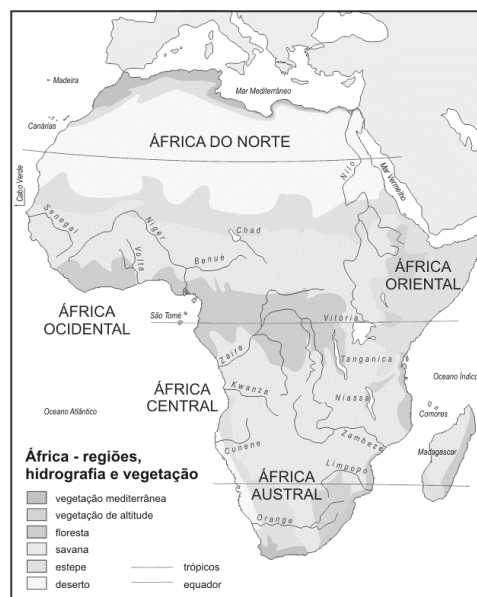 Madeira
Mar Mediterrâneo
Canárias
ÁFRICA DO NORTE
Nilo
Mar Vermelho
Cabo Verde
Senegal
Niger
Chad
Volta
Benué
ÁFRICA
ORIENTAL
ÁFRICA
OCIDENTAL
São Tomé
Vitória
Zaire
Tanganica
Oceano Índico
ÁFRICA
CENTRAL
Kwanza
Niassa
Oceano Atlântico
Comores
Cunene
Zambeze
Madagascar
África - regiões,
hidrografia e vegetação
ÁFRICA
AUSTRAL
Limpopo
Orange
vegetação mediterrânea
vegetação de altitude
floresta
savana
estepe
deserto
trópicos
equador